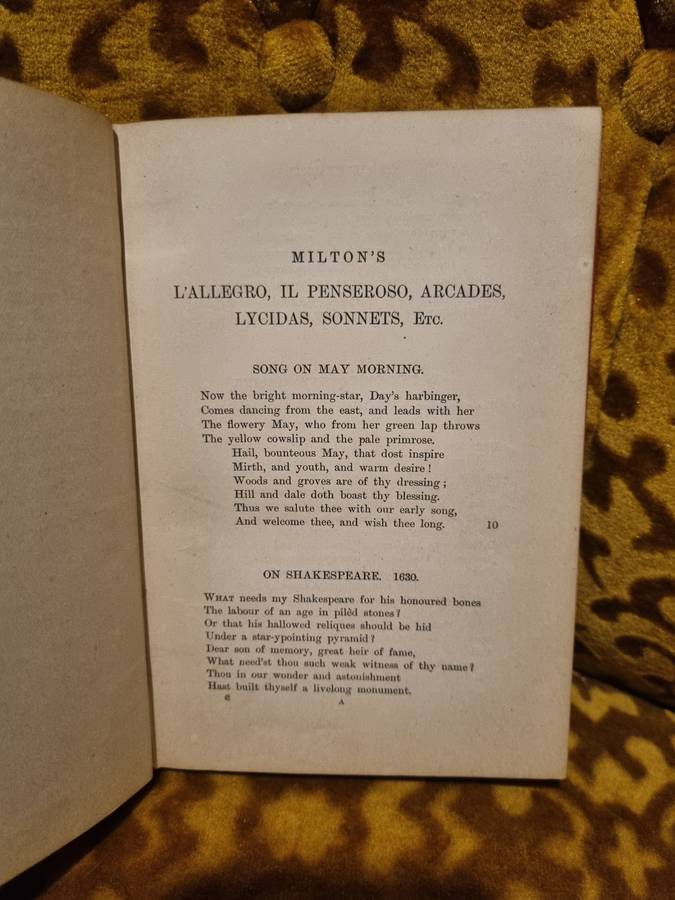 MILTON'S
L'ALLEGRO, IL PENSEROSO, ARCADES,
LYCIDAS, SONNETS, ETC.
SONG ON MAY MORNING.
Now the bright morning-star, Day's harbinger,
Comes dancing from the east, and leads with her
The flowery May, who from her green lap throws
The yellow cowslip and the pale primrose.
Hail, bounteous May, that dost inspire
Mirth, and youth, and warm desire!
Woods and groves are of thy dressing;
Hill and dale doth boast thy blessing.
Thus we salute thee with our early song,
And welcome thee, and wish thee long. 10
ON SHAKESPEARE. 1630.
WHAT needs my Shakespeare for his honoured bones
The labour of an age in pilèd stones?
Or that his hallowed reliques should be hid
Under a star-ypointing pyramid?
Dear son of memory, great heir of fame,
What need'st thou such weak witness of thy name?
Thou in our wonder and astonishment
Hast built thyself a livelong monument.
A